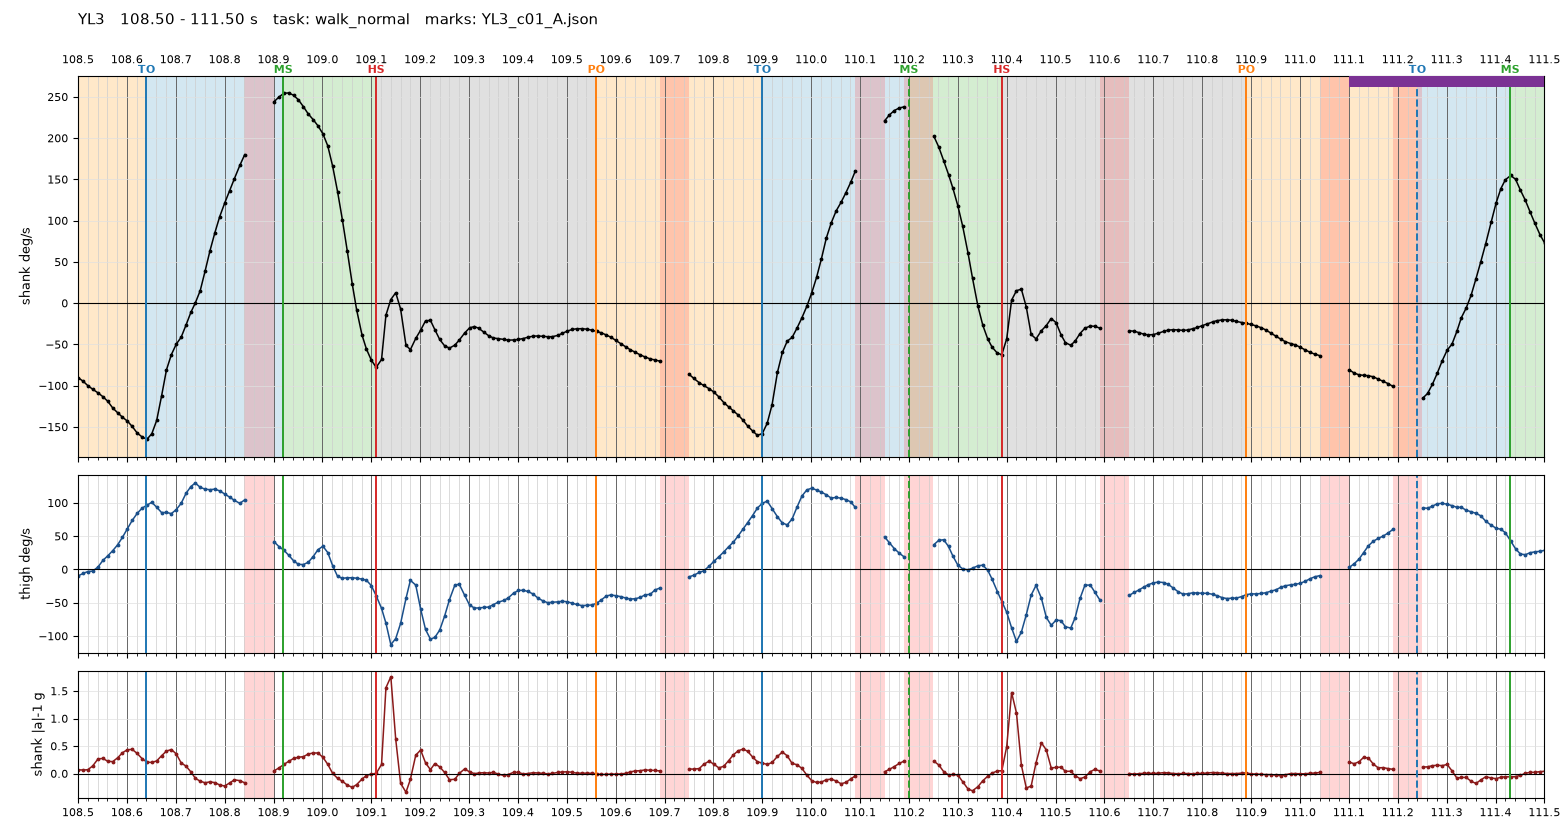 YL3 108.50 - 111.50 s task: walk_normal marks: YL3_c01_A.json
108.5 108.6 108.7 108.8 108.9 109.0 109.1 109.2 109.3 109.4 109.5 109.6 109.7 109.8 109.9 110.0 110.1 110.2 110.3 110.4 110.5 110.6 110.7 110.8 110.9 111.0 111.1 111.2 111.3 111.4 111.5
TO MS HS PO TO MS HS PO TO MS
250
200
150
100
50
0
−50
−100
−150
shank deg/s
100
50
0
−50
−100
thigh deg/s
1.5
1.0
0.5
0.0
shank |a|-1 g
108.5 108.6 108.7 108.8 108.9 109.0 109.1 109.2 109.3 109.4 109.5 109.6 109.7 109.8 109.9 110.0 110.1 110.2 110.3 110.4 110.5 110.6 110.7 110.8 110.9 111.0 111.1 111.2 111.3 111.4 111.5